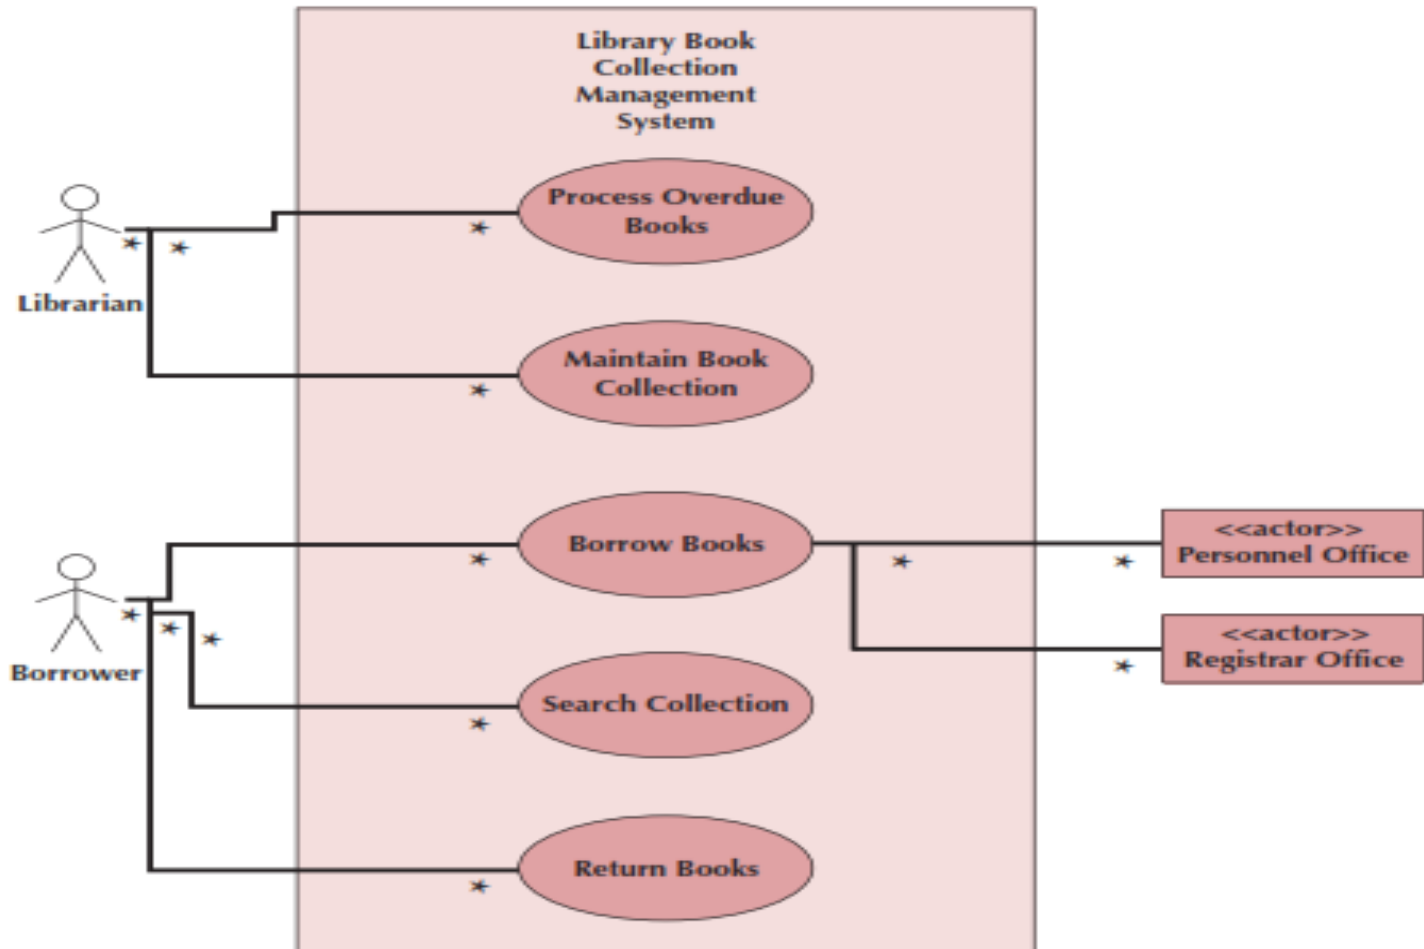 Library Book
Collection
Management
System
Process Overdue
Books
*
*
*
Librarian
Maintain Book
Collection
*
Borrow Books
*
*
*
<<actor>>
Personnel Office
*
*
*
Borrower
<<actor>>
Registrar Office
*
Search Collection
*
Return Books
*